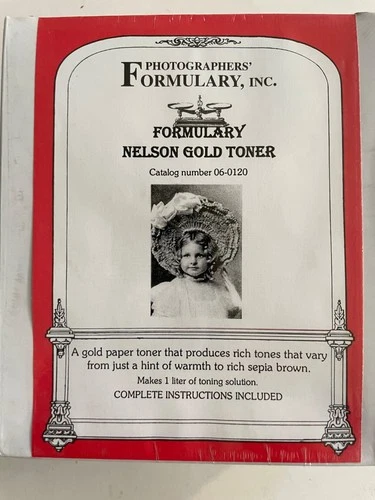 PHOTOGRAPHERS'
FORMULARY, INC.
FORMULARY
NELSON GOLD TONER
Catalog number 06-0120
A gold paper toner that produces rich tones that vary
from just a hint of warmth to rich sepia brown.
Makes 1 liter of toning solution.
COMPLETE INSTRUCTIONS INCLUDED